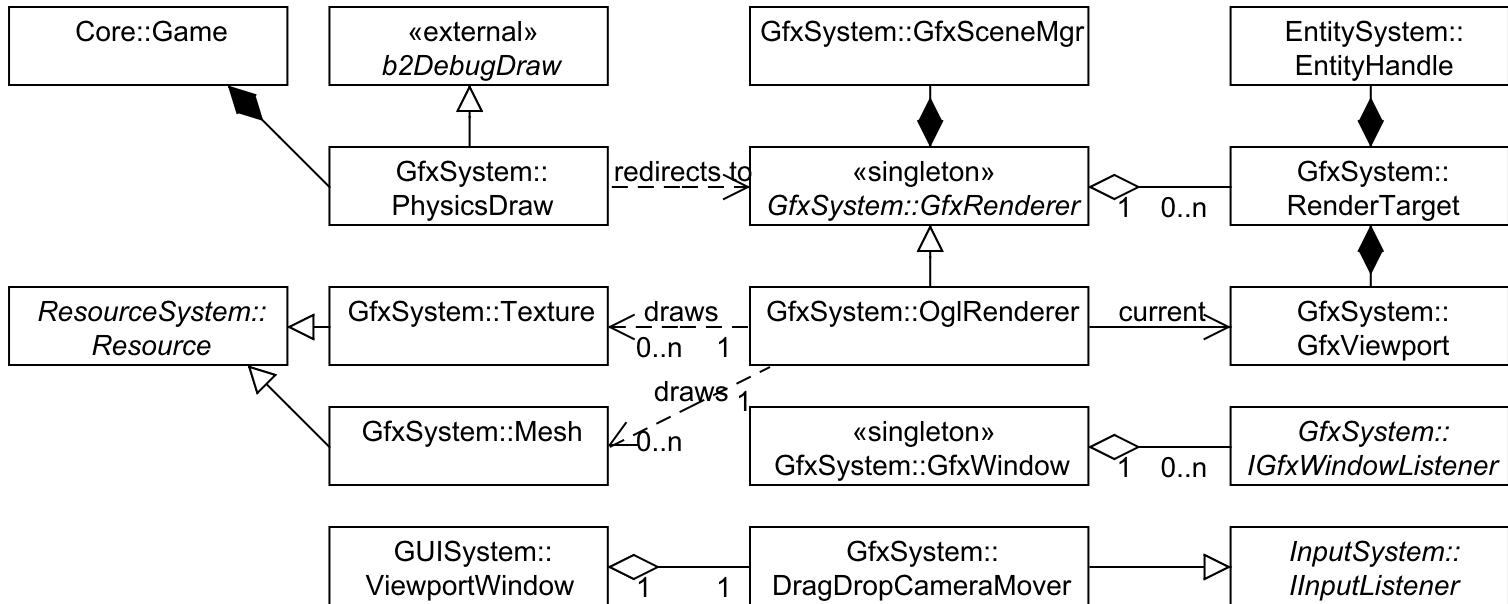 Core::Game
«external»
b2DebugDraw
GfxSystem::GfxSceneMgr
EntitySystem::
EntityHandle
GfxSystem::
PhysicsDraw
redirects to
«singleton»
GfxSystem::GfxRenderer
1
0..n
GfxSystem::
RenderTarget
ResourceSystem::
Resource
GfxSystem::Texture
draws
0..n
1
GfxSystem::OglRenderer
current
GfxSystem::
GfxViewport
draws
1
0..n
GfxSystem::Mesh
«singleton»
GfxSystem::GfxWindow
1
0..n
GfxSystem::
IGfxWindowListener
GUISystem::
ViewportWindow
1
1
GfxSystem::
DragDropCameraMover
InputSystem::
IInputListener